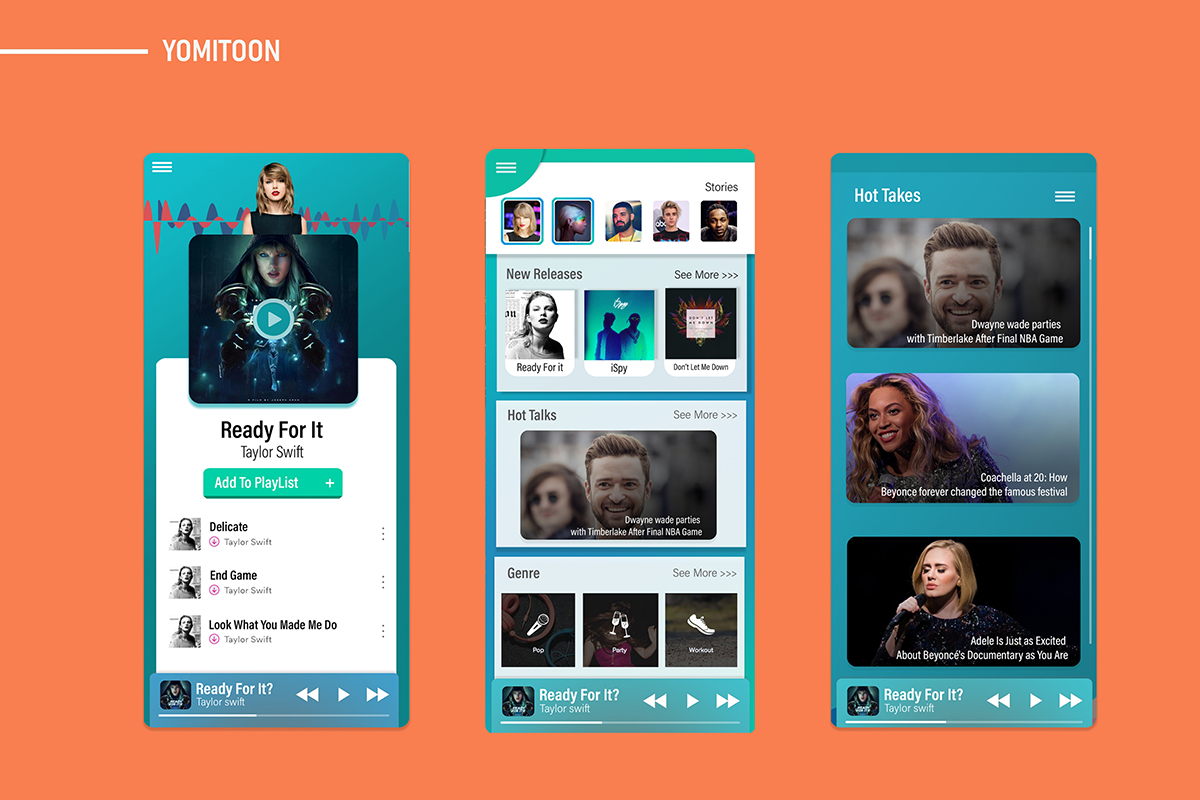 YOMITOON
Ready For It
Taylor Swift
Add To PlayList +
Delicate
Taylor Swift
End Game
Taylor Swift
Look What You Made Me Do
Taylor Swift
Ready For It?
Taylor swift
Stories
New Releases
See More >>>
Ready For it
iSpy
iSpy
DON'T LET
ME DOWN
Don't Let Me Down
Hot Talks
See More >>>
Dwayne wade parties
with Timberlake After Final NBA Game
Genre
See More >>>
Pop
Party
Workout
Ready For It?
Taylor swift
Hot Takes
Dwayne wade parties
with Timberlake After Final NBA Game
Coachella at 20: How
Beyonce forever changed the famous festival
Adele Is Just as Excited
About Beyoncé's Documentary as You Are
Ready For It?
Taylor swift